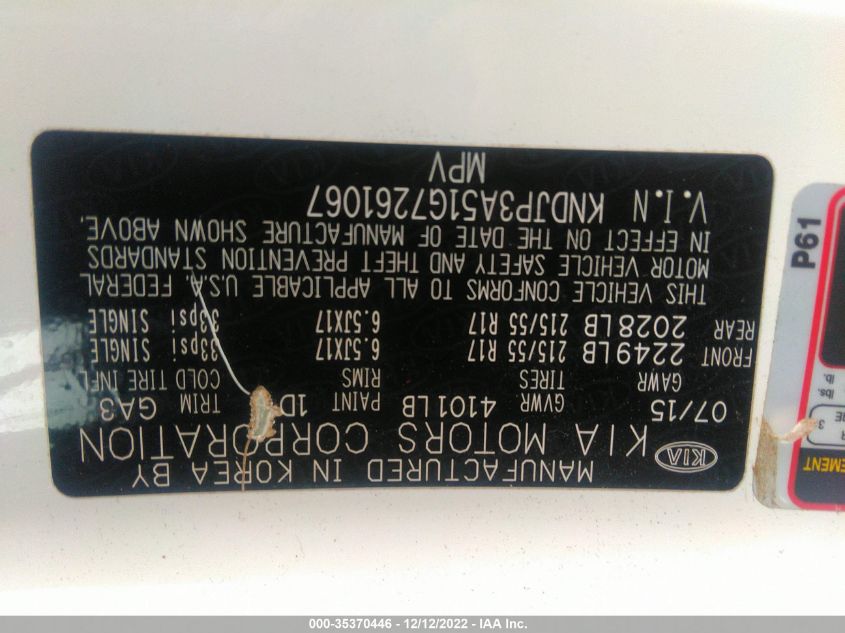 MANUFACTURED IN KOREA BY
KIA KIA MOTORS CORPORATION
07/15 GVWR 4101LB PAINT 1D TRIM GA3
GAWR TIRES RIMS COLD TIRE INFL
FRONT 2249LB 215/55 R17 6.5JX17 33psi SINGLE
REAR 2028LB 215/55 R17 6.5JX17 33psi SINGLE
THIS VEHICLE CONFORMS TO ALL APPLICABLE U.S.A. FEDERAL
MOTOR VEHICLE SAFETY AND THEFT PREVENTION STANDARDS
IN EFFECT ON THE DATE OF MANUFACTURE SHOWN ABOVE.
V.I.N KNDJP3A51G7261067
MPV
P61
lb.
lbs.
000-35370446 - 12/12/2022 - IAA Inc.